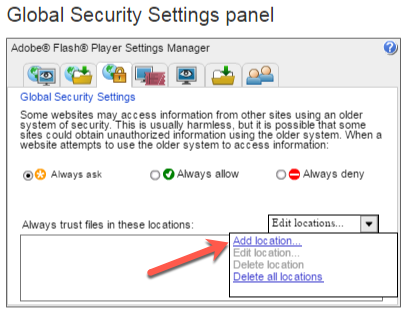 Global Security Settings panel
Adobe® Flash® Player Settings Manager
Global Security Settings
Some websites may access information from other sites using an older
system of security. This is usually harmless, but it is possible that some
sites could obtain unauthorized information using the older system. When a
website attempts to use the older system to access information:
Always ask Always allow Always deny
Always trust files in these locations: Edit locations...
Add location...
Edit location...
Delete location
Delete all locations